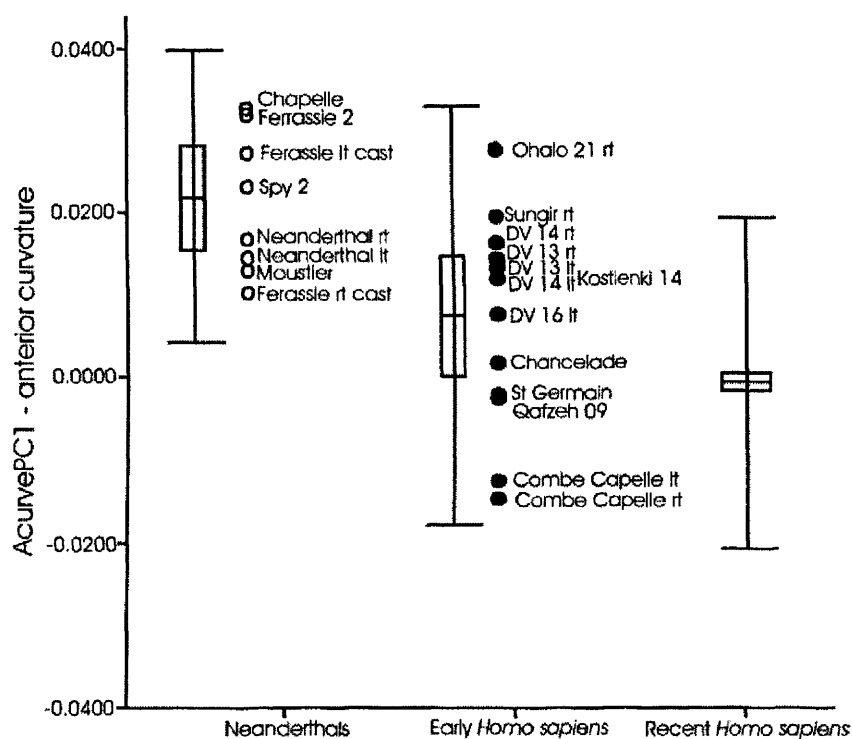 AcurvePC1 - anterior curvature
0.0400
0.0200
0.0000
-0.0200
-0.0400
Chapelle
Ferrassie 2
Ferassie lt cast
Spy 2
Neanderthal rt
Neanderthal lt
Moustier
Ferassie rt cast
Ohalo 21 rt
Sungir rt
DV 14 rt
DV 13 rt
DV 13 lt
DV 14 lt Kostienki 14
DV 16 lt
Chancelade
St Germain
Qafzeh 09
Combe Capelle lt
Combe Capelle rt
Neanderthals
Early Homo sapiens
Recent Homo sapiens